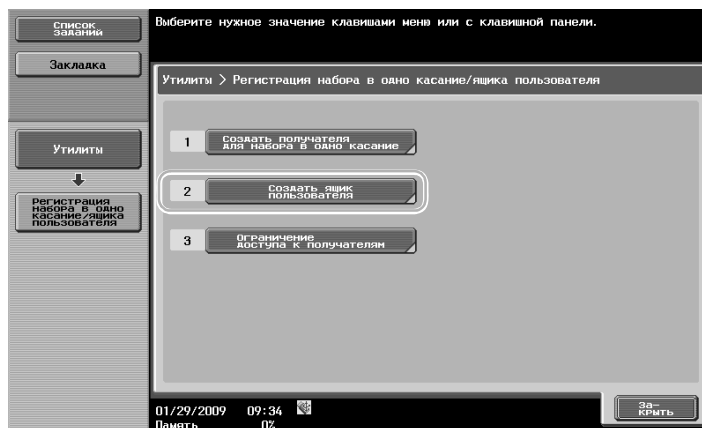 Список
заданий
Выберите нужное значение клавишами меню или с клавишной панели.
Закладка
Утилиты > Регистрация набора в одно касание/ящика пользователя
1 Создать получателя
для набора в одно касание
Утилиты
2 Создать ящик
пользователя
Регистрация
набора в одно
касание/ящика
пользователя
3 Ограничение
доступа к получателям
01/29/2009 09:34
Память 0%
За-
крыть